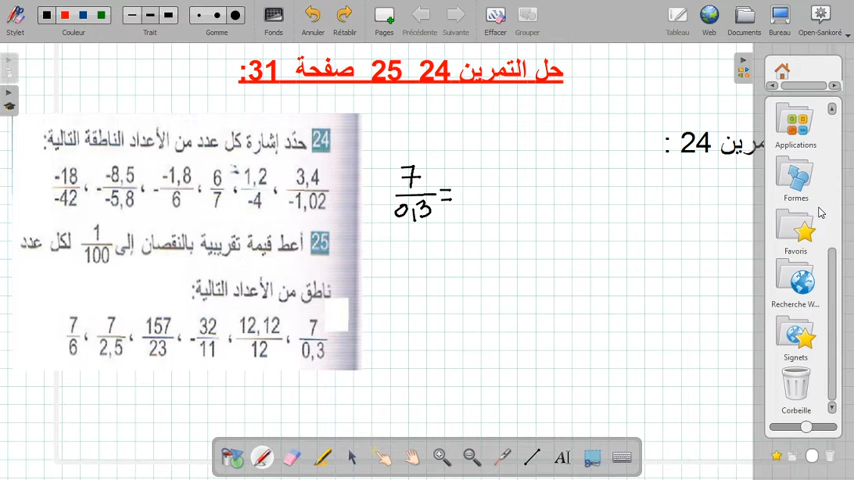 Stylet Couleur Trait Gomme Fonds Annuler Rétablir Pages Précédente Suivante Effacer Grouper Tableau Web Documents Bureau Open-Sankoré
حل التمرين 24 25 صفحة 31:
24 حدّد إشارة كل عدد من الأعداد الناطقة التالية:
3,4/-1,02 ، 1,2/-4 ، 6/7 ، -1,8/6 - ، -8,5/-5,8 - ، -18/-42
25 أعط قيمة تقريبية بالنقصان إلى 1/100 لكل عدد
ناطق من الأعداد التالية:
7/0,3 ، 12,12/12 ، -32/11 ، 157/23 ، 7/2,5 ، 7/6
7/0,3 =
مرين 24 :
Applications
Formes
Favoris
Recherche W...
Signets
Corbeille